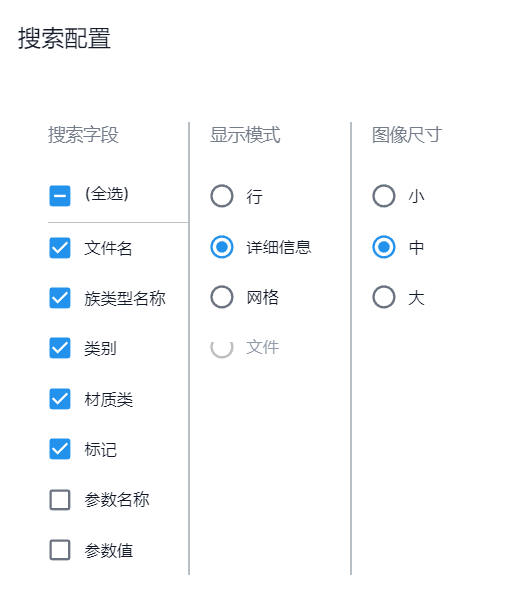 搜索配置
搜索字段
(全选)
文件名
族类型名称
类别
材质类
标记
参数名称
参数值
显示模式
行
详细信息
网格
文件
图像尺寸
小
中
大